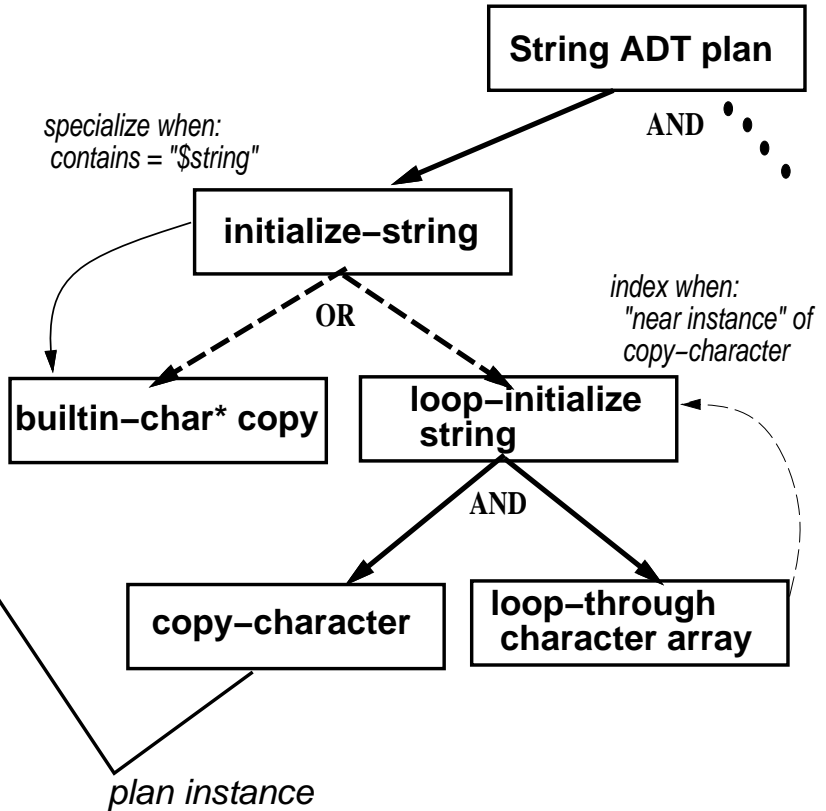 String ADT plan
AND
specialize when:
contains = "$string"
initialize–string
OR
index when:
"near instance" of
copy–character
builtin–char* copy
loop–initialize
string
AND
copy–character
loop–through
character array
plan instance